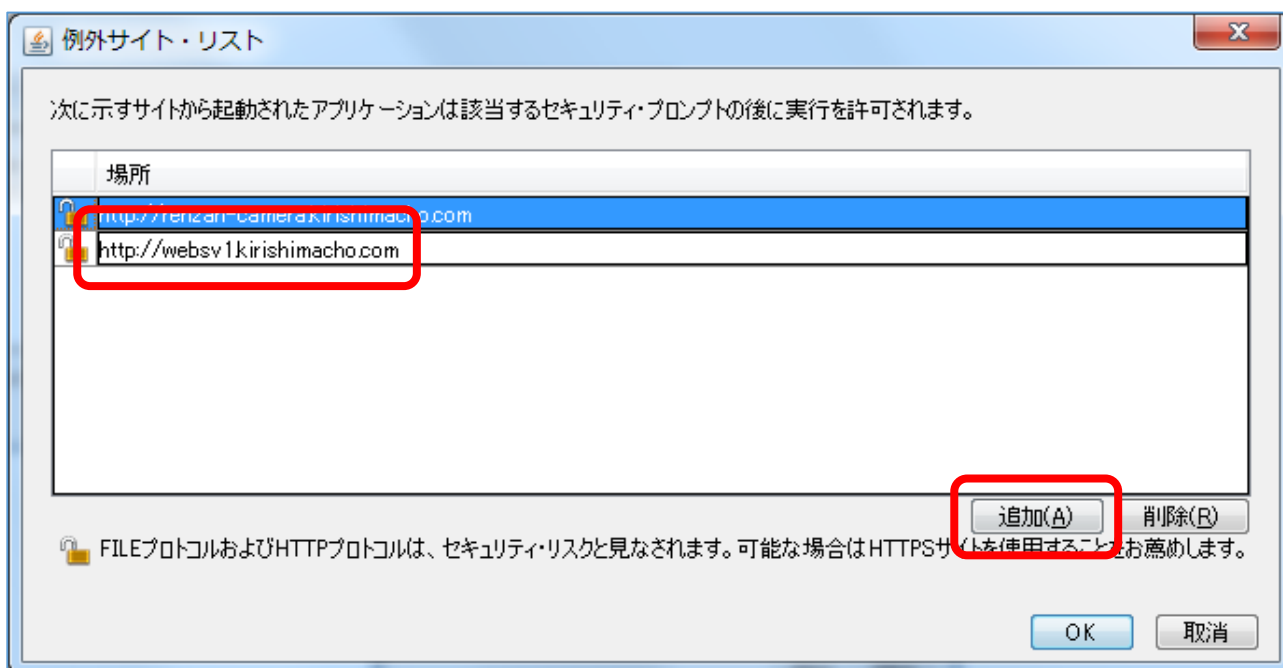 例外サイト・リスト
X
次に示すサイトから起動されたアプリケーションは該当するセキュリティ・プロンプトの後に実行を許可されます。
場所
http://renzan-camera.kirishimacho.com
http://websv1.kirishimacho.com
追加(A) 削除(R)
FILEプロトコルおよびHTTPプロトコルは、セキュリティ・リスクと見なされます。可能な場合はHTTPSサイトを使用することをお薦めします。
OK 取消